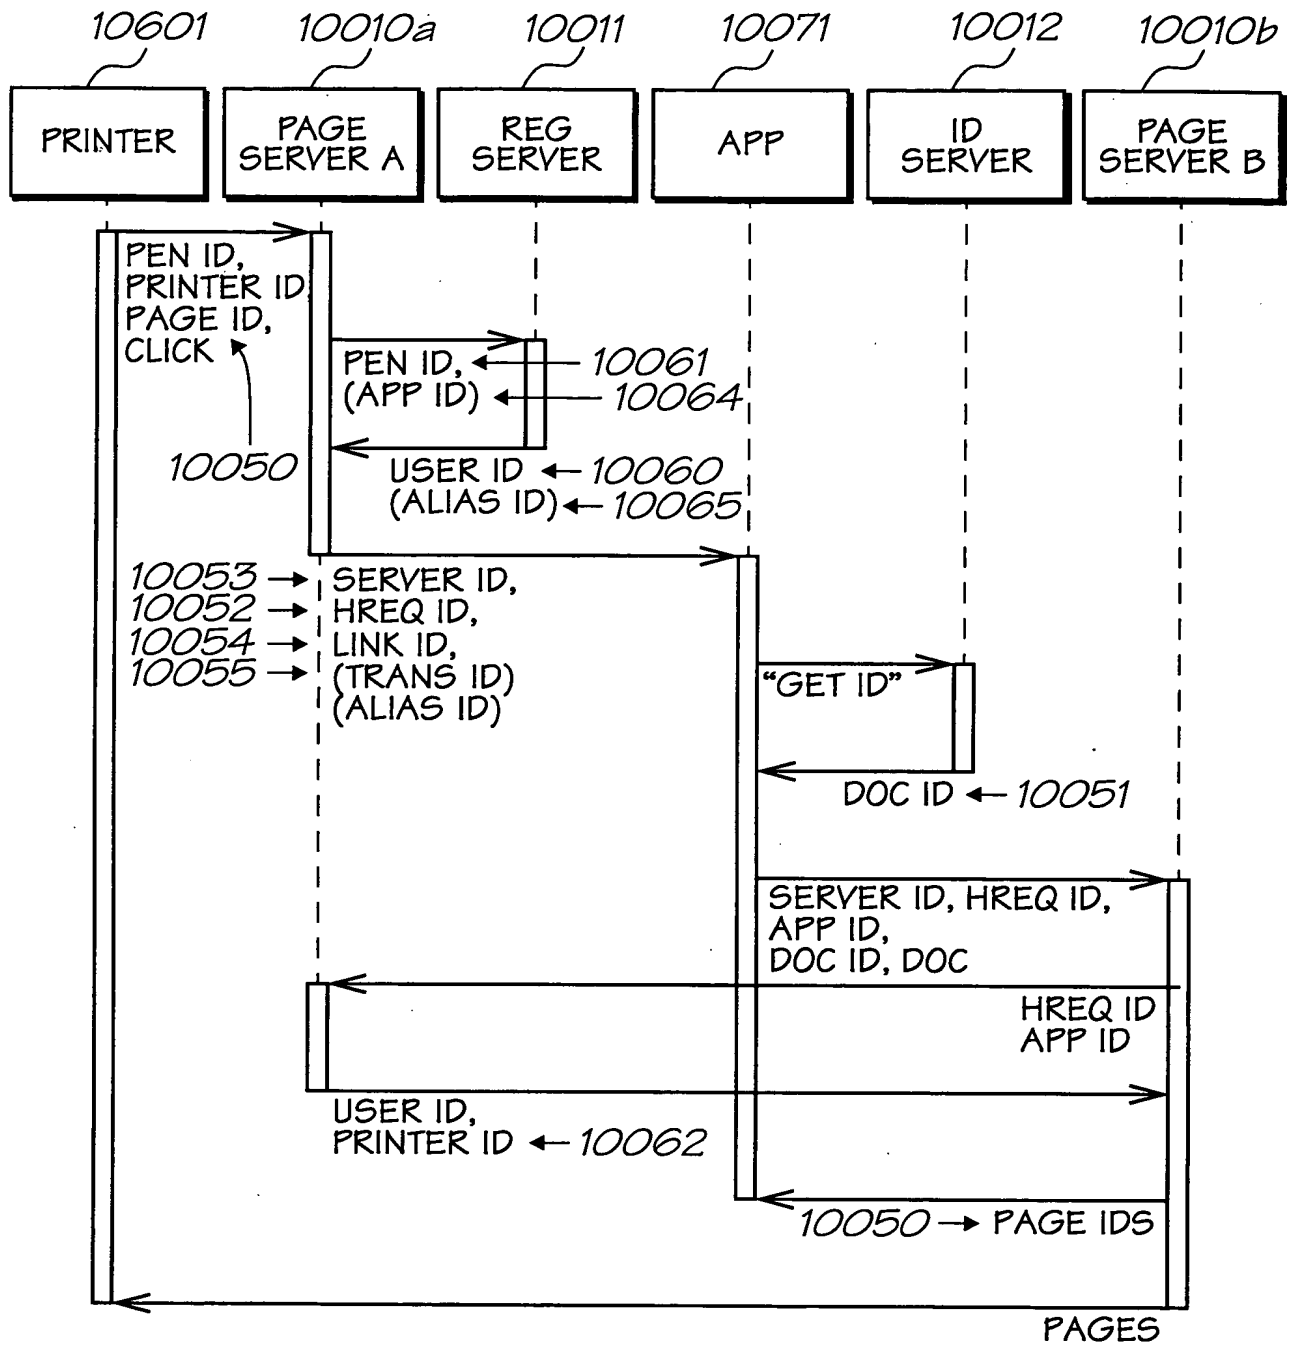 10601 10010a 10011 10071 10012 10010b
PRINTER
PAGE
SERVER A
REG
SERVER
APP
ID
SERVER
PAGE
SERVER B
PEN ID,
PRINTER ID
PAGE ID,
CLICK
10050
PEN ID, 10061
(APP ID) 10064
USER ID 10060
(ALIAS ID) 10065
10053 SERVER ID,
10052 HREQ ID,
10054 LINK ID,
10055 (TRANS ID)
(ALIAS ID)
“GET ID”
DOC ID 10051
SERVER ID, HREQ ID,
APP ID,
DOC ID, DOC
HREQ ID
APP ID
USER ID,
PRINTER ID 10062
10050 PAGE IDS
PAGES